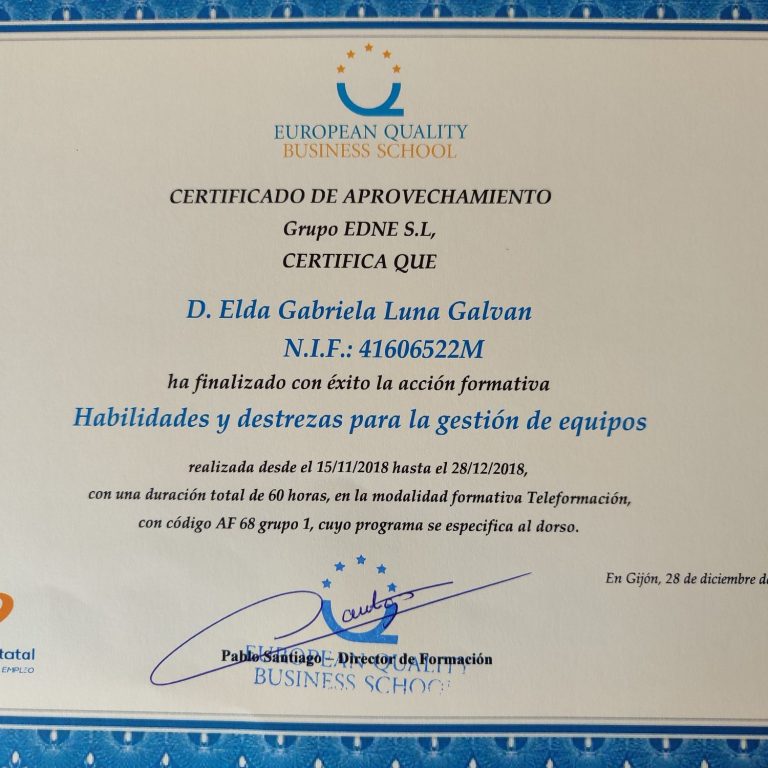 EUROPEAN QUALITY
BUSINESS SCHOOL
CERTIFICADO DE APROVECHAMIENTO
Grupo EDNE S.L,
CERTIFICA QUE
D. Elda Gabriela Luna Galvan
N.I.F.: 41606522M
ha finalizado con éxito la acción formativa
Habilidades y destrezas para la gestión de equipos
realizada desde el 15/11/2018 hasta el 28/12/2018,
con una duración total de 60 horas, en la modalidad formativa Teleformación,
con código AF 68 grupo 1, cuyo programa se especifica al dorso.
En Gijón, 28 de diciembre d
tatal
EMPLEO
Pablo Santiago – Director de Formación
EUROPEAN QUALITY
BUSINESS SCHOOL